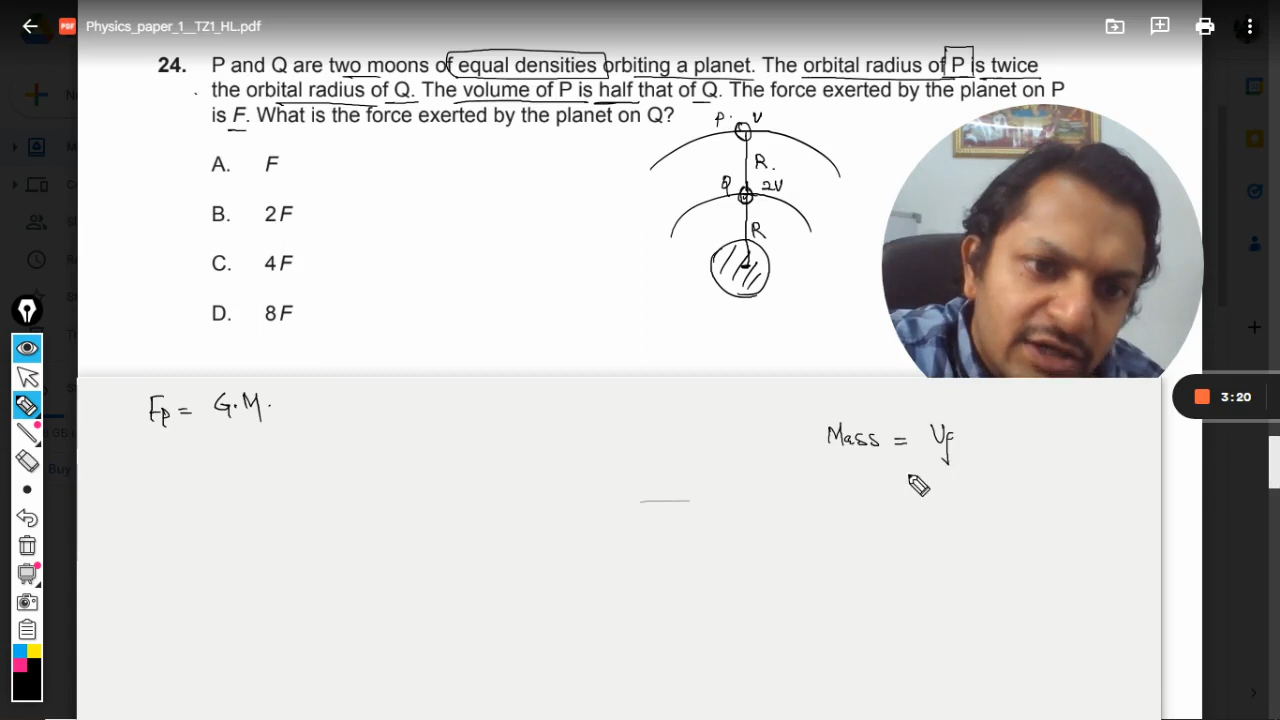 Physics_paper_1__TZ1_HL.pdf
24. P and Q are two moons of equal densities orbiting a planet. The orbital radius of P is twice
the orbital radius of Q. The volume of P is half that of Q. The force exerted by the planet on P
is F. What is the force exerted by the planet on Q?
A. F
B. 2F
C. 4F
D. 8F
P. V
R.
Q 2V
R
3:20
Fp = G.M.
Mass = Vρ
Buy